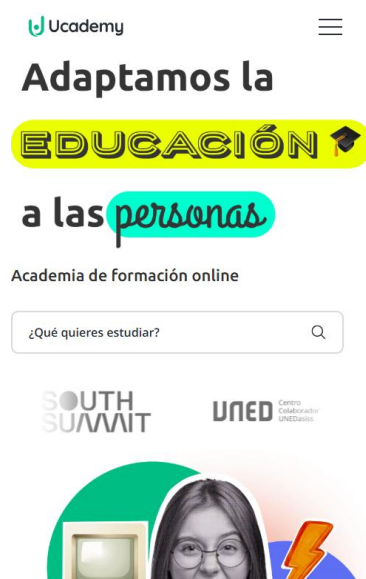 Ucademy
Adaptamos la
EDUCACIÓN
a las personas
Academia de formación online
¿Qué quieres estudiar?
SOUTH
SUMMIT
UNED
Centro
Colaborador
UNEDasiss